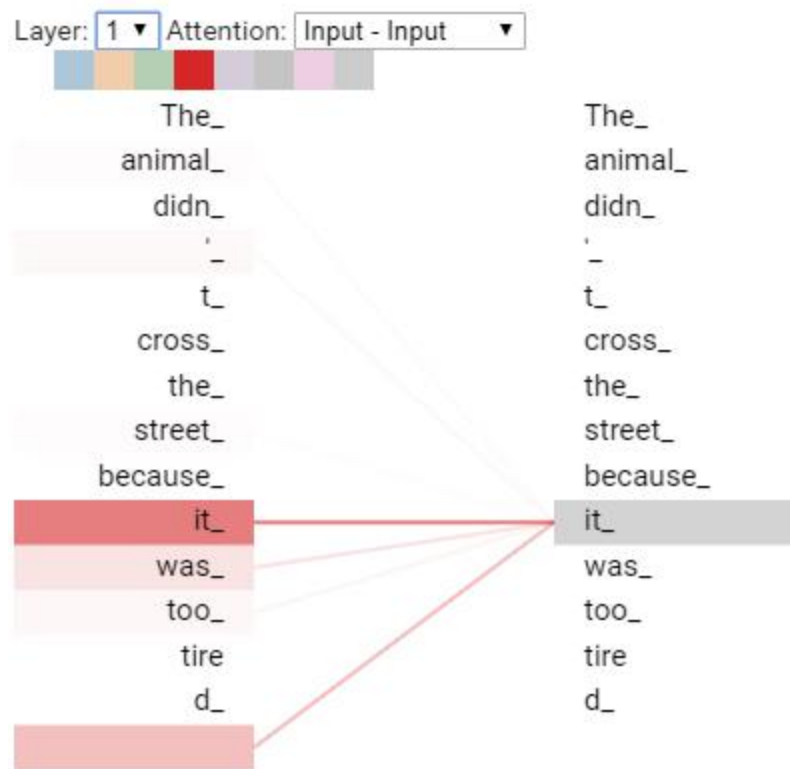 Layer: 1 ▼ Attention: Input - Input ▼
The_ The_
animal_ animal_
didn_ didn_
'_ '_
t_ t_
cross_ cross_
the_ the_
street_ street_
because_ because_
it_ it_
was_ was_
too_ too_
tire tire
d_ d_